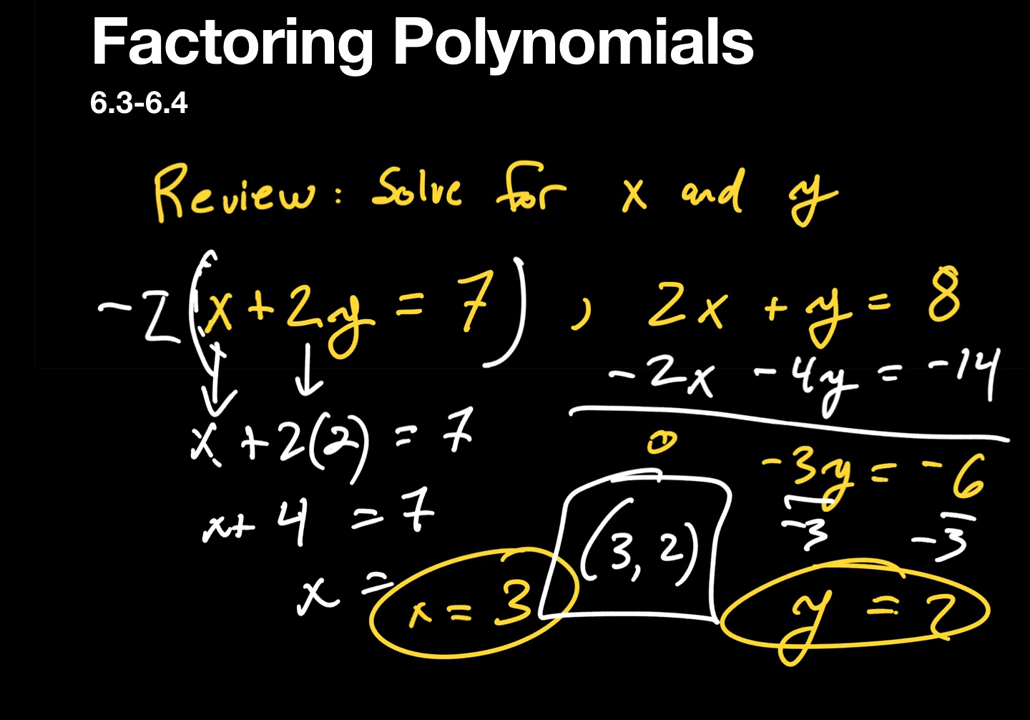 Factoring Polynomials
6.3-6.4
Review: Solve for x and y
-2(x + 2y = 7) , 2x + y = 8
-2x - 4y = -14
x + 2(2) = 7
0 -3y = -6
-3 -3
x + 4 = 7
(3, 2)
x = x = 3
y = 2